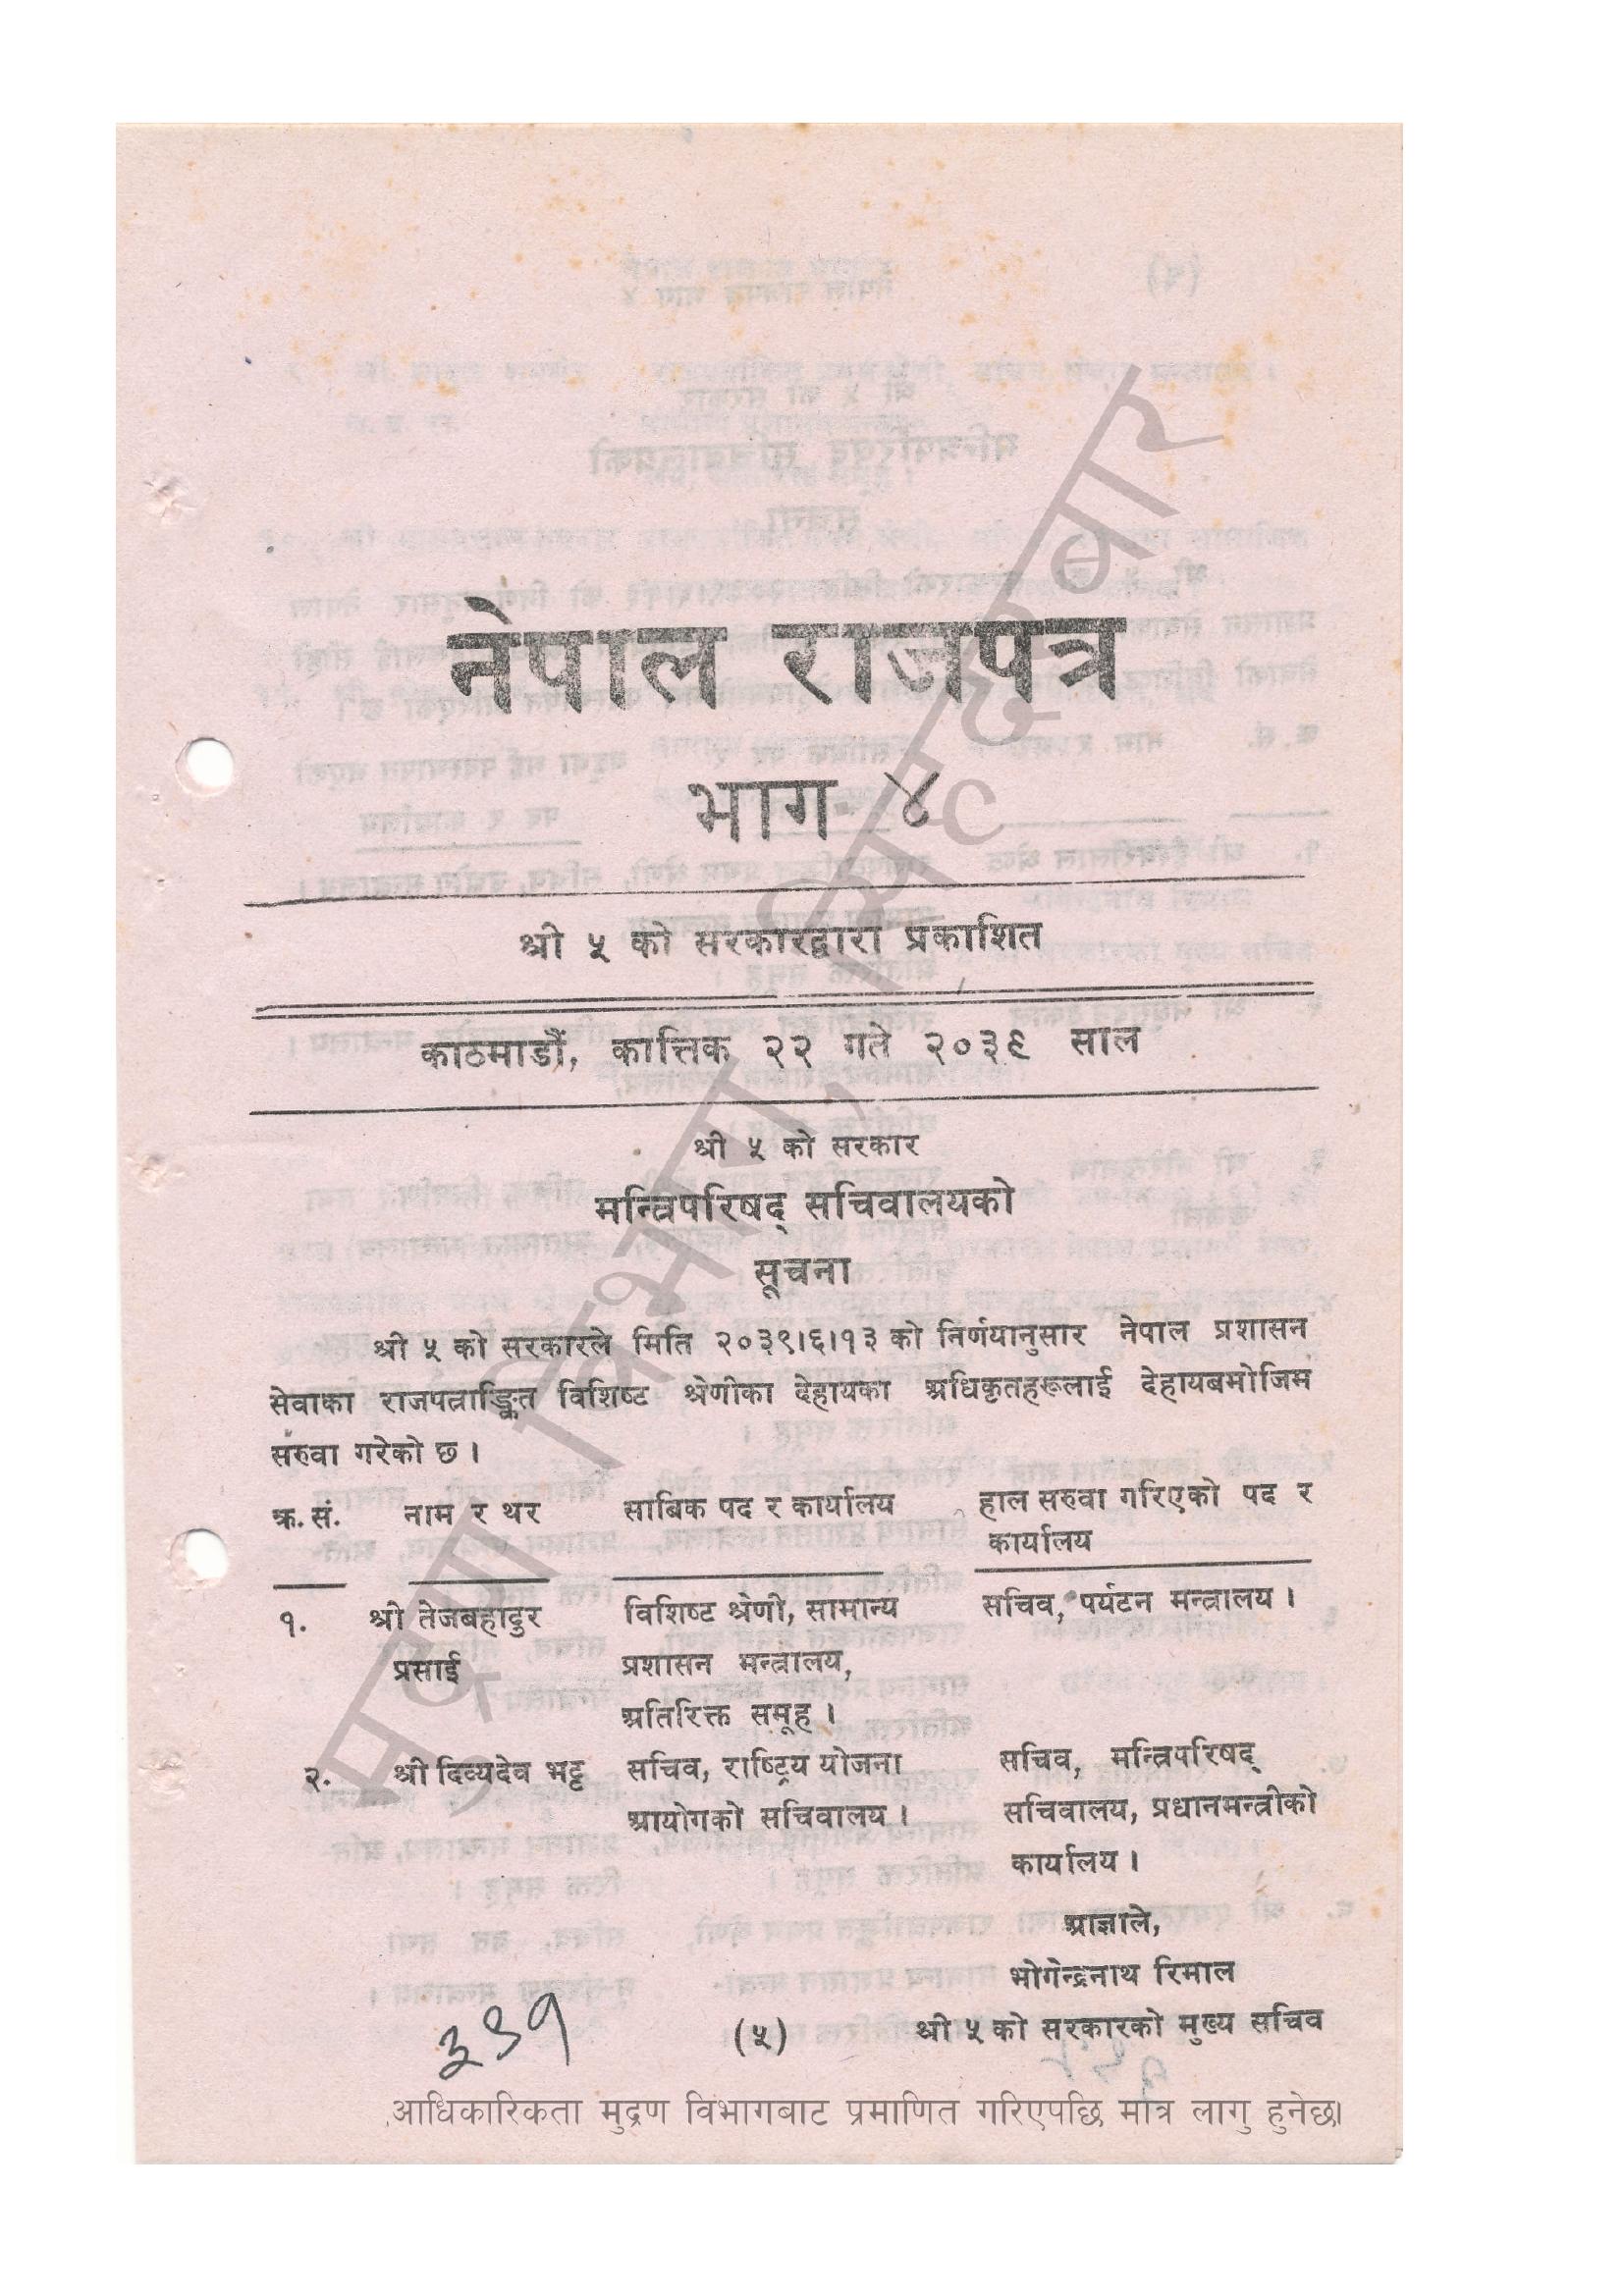 नेपाल राजपत्र
भाग ४
श्री ५ को सरकारद्वारा प्रकाशित
काठमाडौं, कात्तिक २२ गते २०३९ साल
श्री ५ को सरकार
मन्त्रिपरिषद् सचिवालयको
सूचना
श्री ५ को सरकारले मिति २०३९।६।१३ को निर्णयानुसार नेपाल प्रशासन
सेवाका राजपत्राङ्कित विशिष्ट श्रेणीका देहायका अधिकृतहरूलाई देहायबमोजिम
सरुवा गरेको छ ।
क्र. सं. नाम र थर साबिक पद र कार्यालय हाल सरुवा गरिएको पद र
कार्यालय
१. श्री तेजबहादुर विशिष्ट श्रेणी, सामान्य सचिव, पर्यटन मन्त्रालय ।
प्रसाई प्रशासन मन्त्रालय,
अतिरिक्त समूह ।
२. श्री दिव्यदेव भट्ट सचिव, राष्ट्रिय योजना सचिव, मन्त्रिपरिषद्
आयोगको सचिवालय । सचिवालय, प्रधानमन्त्रीको
कार्यालय ।
आज्ञाले,
भोगेन्द्रनाथ रिमाल
(५) श्री ५ को सरकारको मुख्य सचिव
३९१
आधिकारिकता मुद्रण विभागबाट प्रमाणित गरिएपछि मात्र लागु हुनेछ।
मुद्रण विभाग, सिंहदरबार